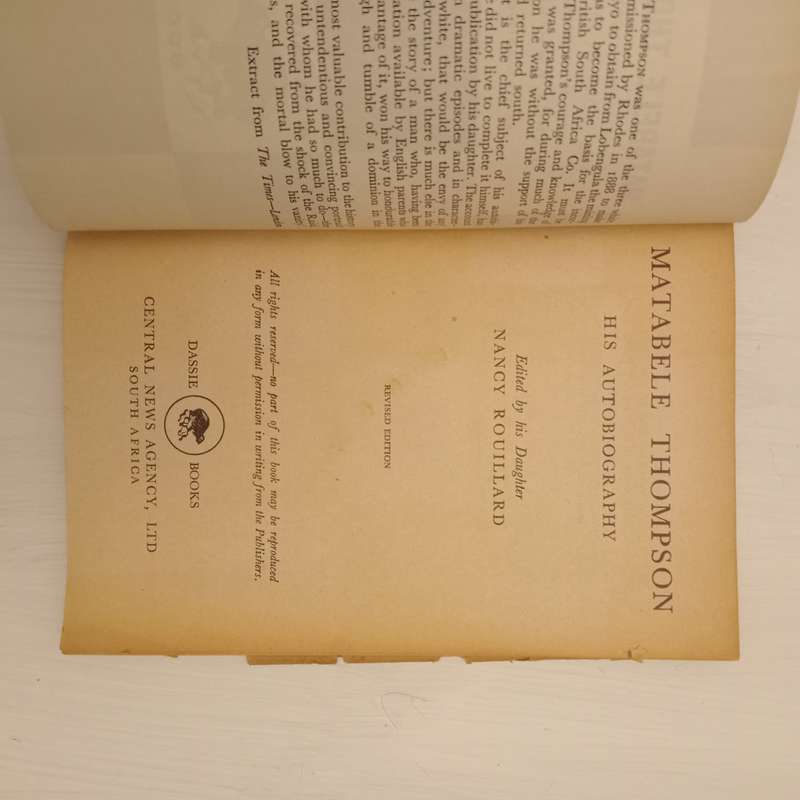 THOMPSON was one of the three
missioned by Rhodes in 1888 to
yo to obtain from Lobengula the
s to become the basis for the
ritish South Africa Co. It must
Thompson's courage and knowledge
was granted, for during much of the
on he was without the support of
d returned south.
t is the chief subject of his
e did not live to complete it himself,
ublication by his daughter. The
n dramatic episodes and in
white, that would be the envy of
dventure; but there is much else in
the story of a man who, having
ation available by English parents
antage of it, won his way to
gh and tumble of a dominion in
most valuable contribution to the
untendentious and convincing
with whom he had so much to
recovered from the shock of the
s, and the mortal blow to his
Extract from The Times—
MATABELE THOMPSON
HIS AUTOBIOGRAPHY
Edited by his Daughter
NANCY ROUILLARD
REVISED EDITION
All rights reserved—no part of this book may be reproduced
in any form without permission in writing from the Publishers.
DASSIE BOOKS
CENTRAL NEWS AGENCY, LTD
SOUTH AFRICA